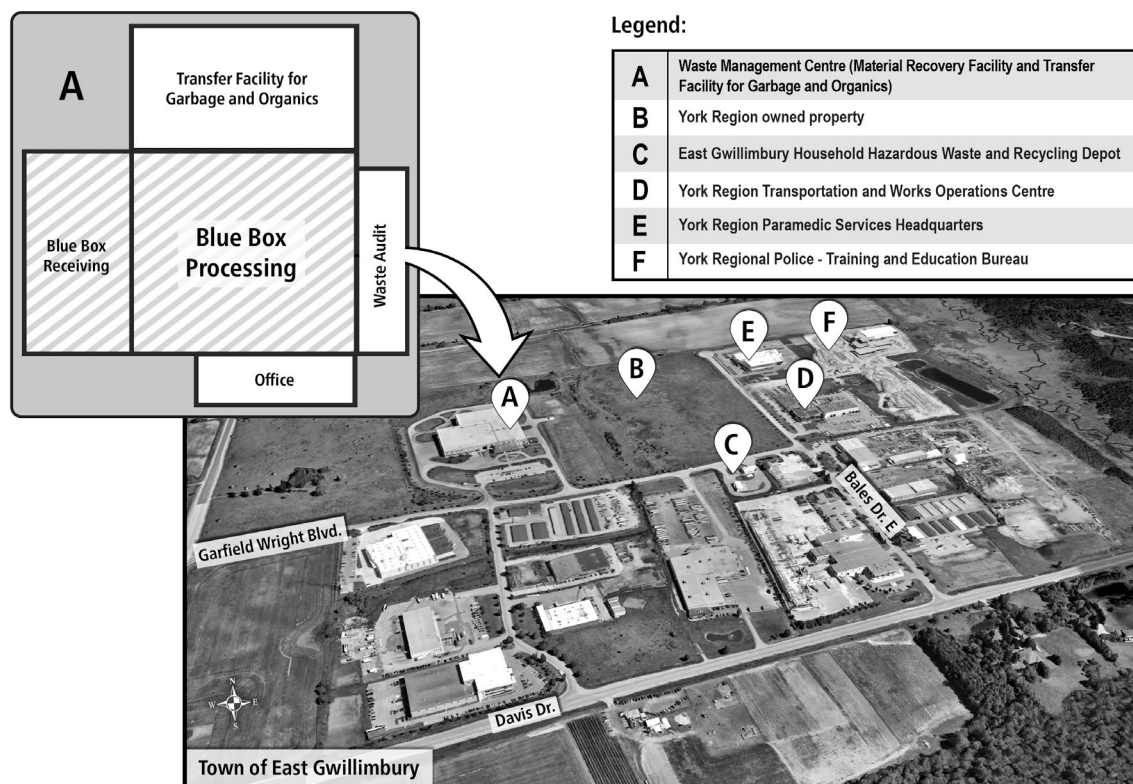 A
Transfer Facility for
Garbage and Organics
Blue Box
Receiving
Blue Box
Processing
Waste Audit
Office
Legend:
A Waste Management Centre (Material Recovery Facility and Transfer
Facility for Garbage and Organics)
B York Region owned property
C East Gwillimbury Household Hazardous Waste and Recycling Depot
D York Region Transportation and Works Operations Centre
E York Region Paramedic Services Headquarters
F York Regional Police - Training and Education Bureau
E
F
B
D
A
C
Bales Dr. E
Garfield Wright Blvd.
N
W E
S
Davis Dr.
Town of East Gwillimbury